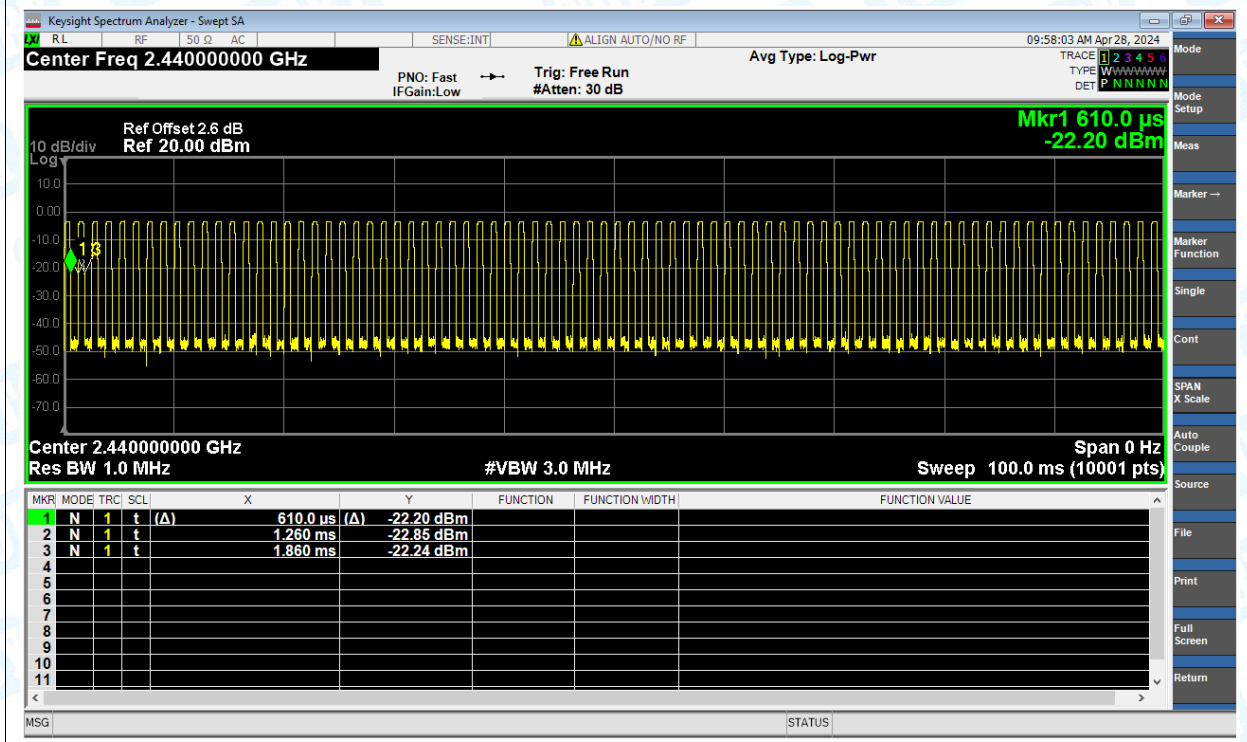 Keysight Spectrum Analyzer - Swept SA
LXI RL RF 50 Ω AC SENSE:INT ALIGN AUTO/NO RF 09:58:03 AM Apr 28, 2024
Center Freq 2.440000000 GHz
PNO: Fast
IFGain:Low
Trig: Free Run
#Atten: 30 dB
Avg Type: Log-Pwr
TRACE 1 2 3 4 5 6
TYPE WWWWWWW
DET P N N N N N
Ref Offset 2.6 dB
10 dB/div Ref 20.00 dBm
Log
Mkr1 610.0 µs
-22.20 dBm
10.0
0.00
-10.0
-20.0
-30.0
-40.0
-50.0
-60.0
-70.0
1 3
Center 2.440000000 GHz Span 0 Hz
Res BW 1.0 MHz #VBW 3.0 MHz Sweep 100.0 ms (10001 pts)
MKR MODE TRC SCL X Y FUNCTION FUNCTION WIDTH FUNCTION VALUE
1 N 1 t (Δ) 610.0 µs (Δ) -22.20 dBm
2 N 1 t 1.260 ms -22.85 dBm
3 N 1 t 1.860 ms -22.24 dBm
4
5
6
7
8
9
10
11
MSG STATUS
Mode
Mode
Setup
Meas
Marker →
Marker
Function
Single
Cont
SPAN
X Scale
Auto
Couple
Source
File
Print
Full
Screen
Return